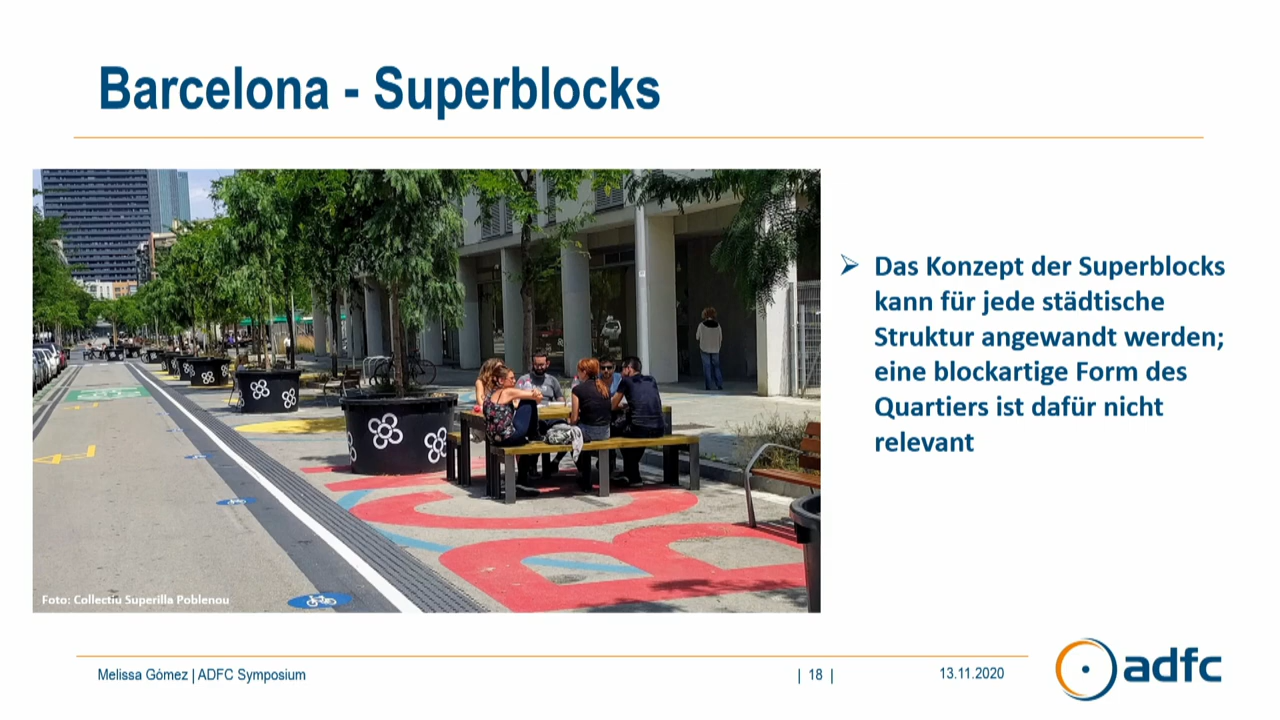 Barcelona - Superblocks
➢ Das Konzept der Superblocks
kann für jede städtische
Struktur angewandt werden;
eine blockartige Form des
Quartiers ist dafür nicht
relevant
Foto: Collectiu Superilla Poblenou
Melissa Gómez | ADFC Symposium
| 18 |
13.11.2020
adfc